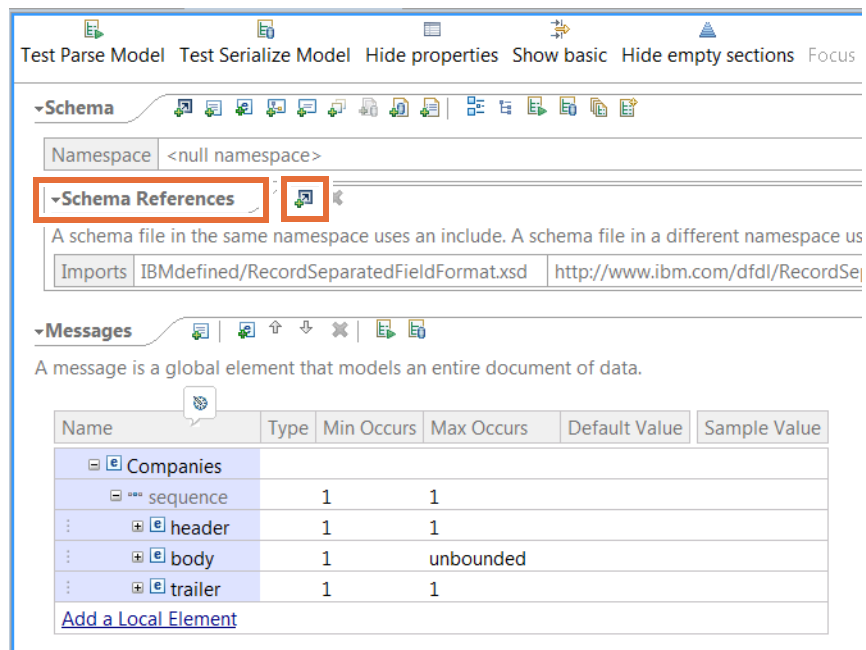 Test Parse Model Test Serialize Model Hide properties Show basic Hide empty sections Focus
Schema
Namespace <null namespace>
Schema References
A schema file in the same namespace uses an include. A schema file in a different namespace us
Imports IBMdefined/RecordSeparatedFieldFormat.xsd http://www.ibm.com/dfdl/RecordSep
Messages
A message is a global element that models an entire document of data.
Name Type Min Occurs Max Occurs Default Value Sample Value
Companies
sequence 1 1
header 1 1
body 1 unbounded
trailer 1 1
Add a Local Element